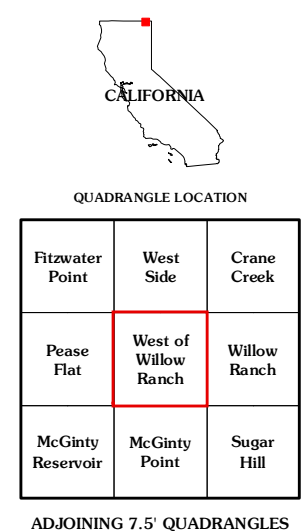 CALIFORNIA
QUADRANGLE LOCATION
Fitzwater
Point
West
Side
Crane
Creek
Pease
Flat
West of
Willow
Ranch
Willow
Ranch
McGinty
Reservoir
McGinty
Point
Sugar
Hill
ADJOINING 7.5' QUADRANGLES